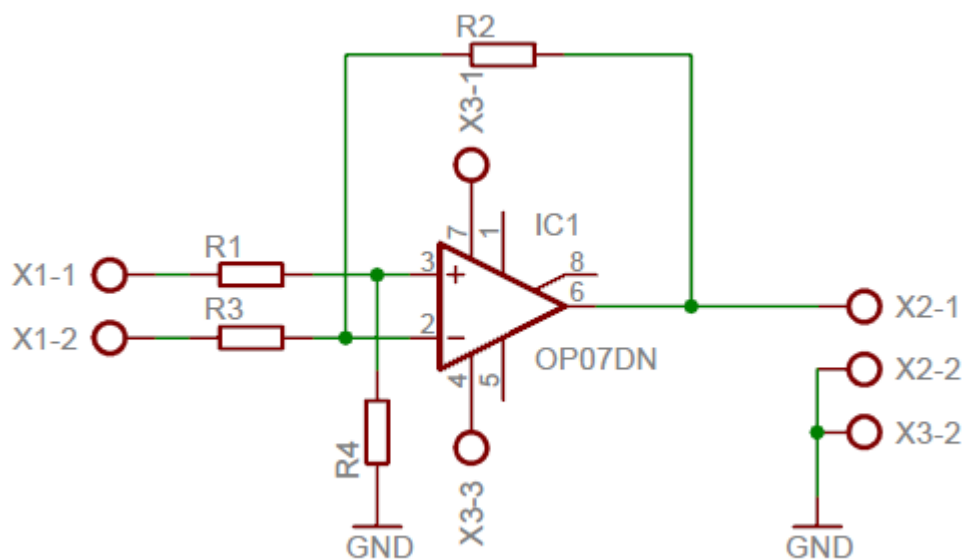 R2
X3-1
IC1
7
1
8
R1
X1-1
3
+
6
X2-1
R3
X1-2
2
−
OP07DN
4
5
X2-2
R4
X3-3
X3-2
GND
GND